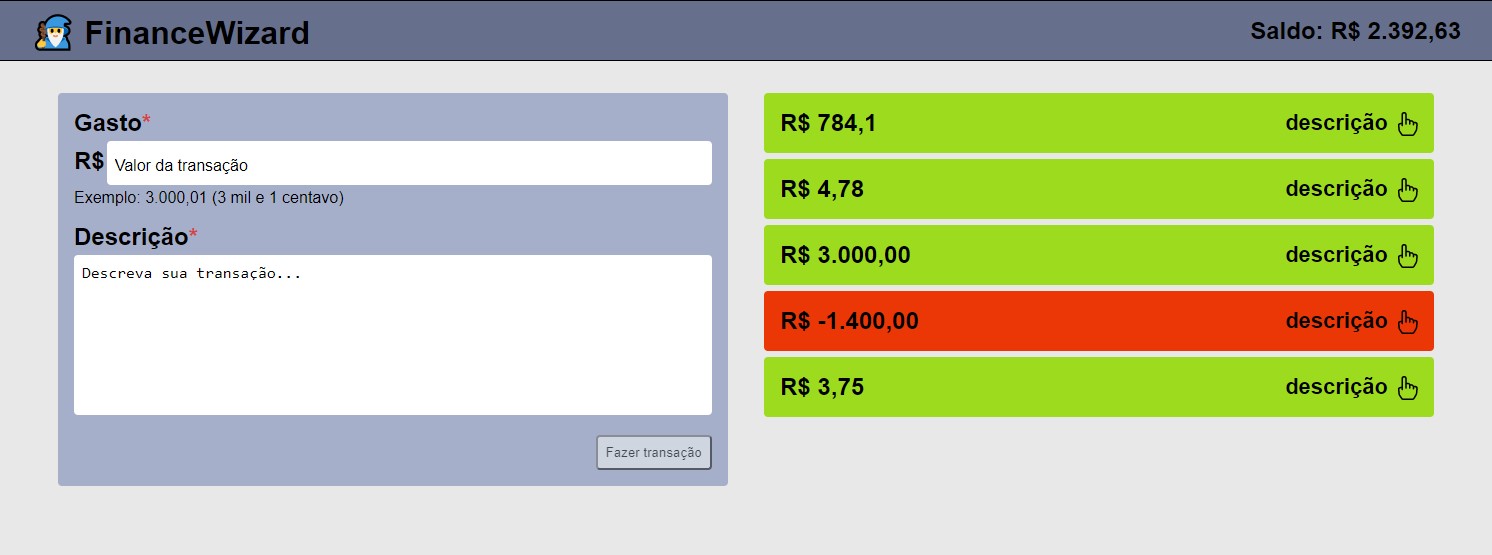 FinanceWizard
Saldo: R$ 2.392,63
Gasto*
R$ Valor da transação
Exemplo: 3.000,01 (3 mil e 1 centavo)
Descrição*
Descreva sua transação...
Fazer transação
R$ 784,1 descrição
R$ 4,78 descrição
R$ 3.000,00 descrição
R$ -1.400,00 descrição
R$ 3,75 descrição